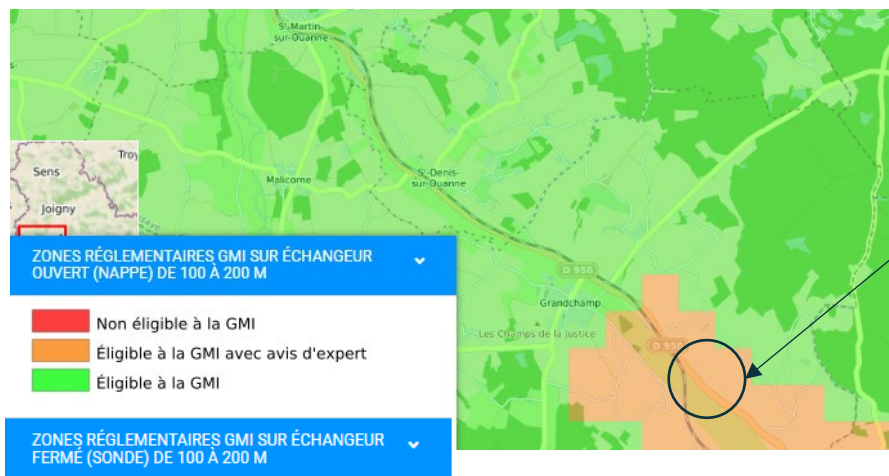 St-Martin
-sur-Ouanne
Troy
Sens
Joigny
Malicorne
St-Denis
-sur-Ouanne
D 950
Grandchamp
Les Champs de la Justice
D 950
ZONES RÉGLEMENTAIRES GMI SUR ÉCHANGEUR
OUVERT (NAPPE) DE 100 À 200 M
Non éligible à la GMI
Éligible à la GMI avec avis d'expert
Éligible à la GMI
ZONES RÉGLEMENTAIRES GMI SUR ÉCHANGEUR
FERMÉ (SONDE) DE 100 À 200 M